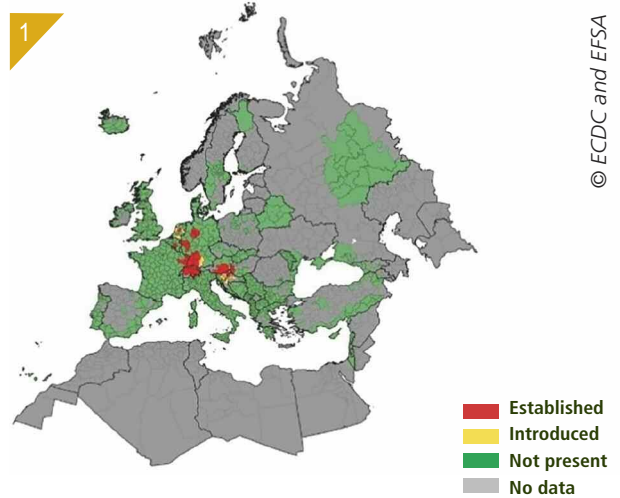 1
© ECDC and EFSA
Established
Introduced
Not present
No data